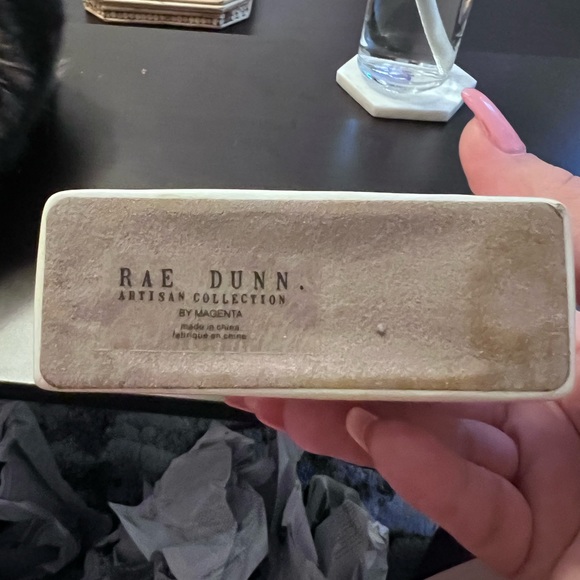 RAE DUNN.
ARTISAN COLLECTION
BY MAGENTA
made in china
fabriqué en chine